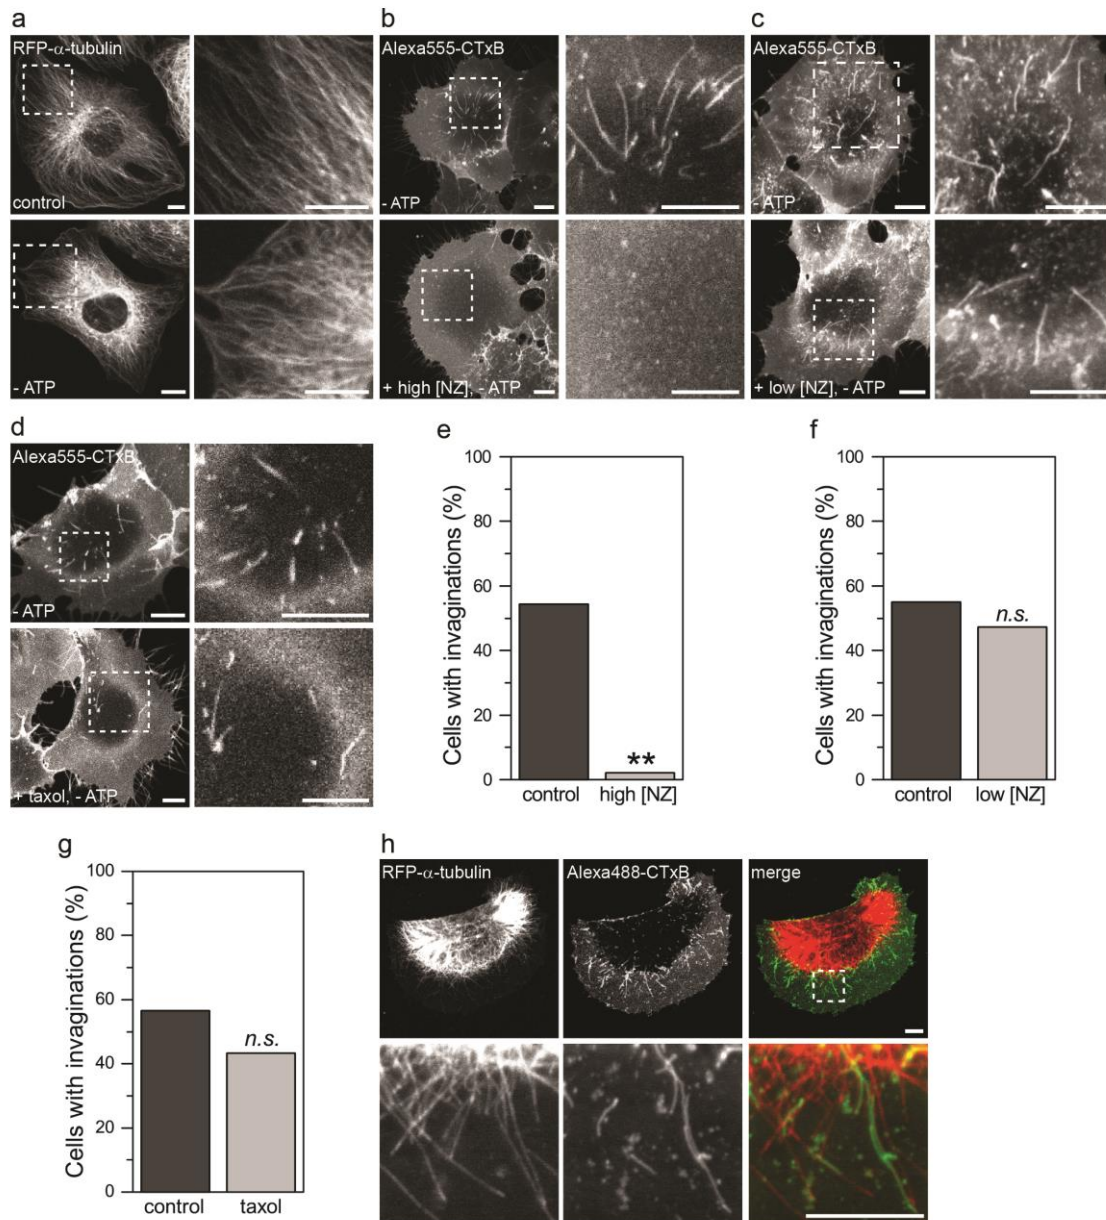 a
RFP-α-tubulin
control
- ATP
b
Alexa555-CTxB
- ATP
+ high [NZ], - ATP
c
Alexa555-CTxB
- ATP
+ low [NZ], - ATP
d
Alexa555-CTxB
- ATP
+ taxol, - ATP
e
Cells with invaginations (%)
100
80
60
40
20
0
**
control high [NZ]
f
Cells with invaginations (%)
100
80
60
40
20
0
n.s.
control low [NZ]
g
Cells with invaginations (%)
100
80
60
40
20
0
n.s.
control taxol
h
RFP-α-tubulin Alexa488-CTxB merge